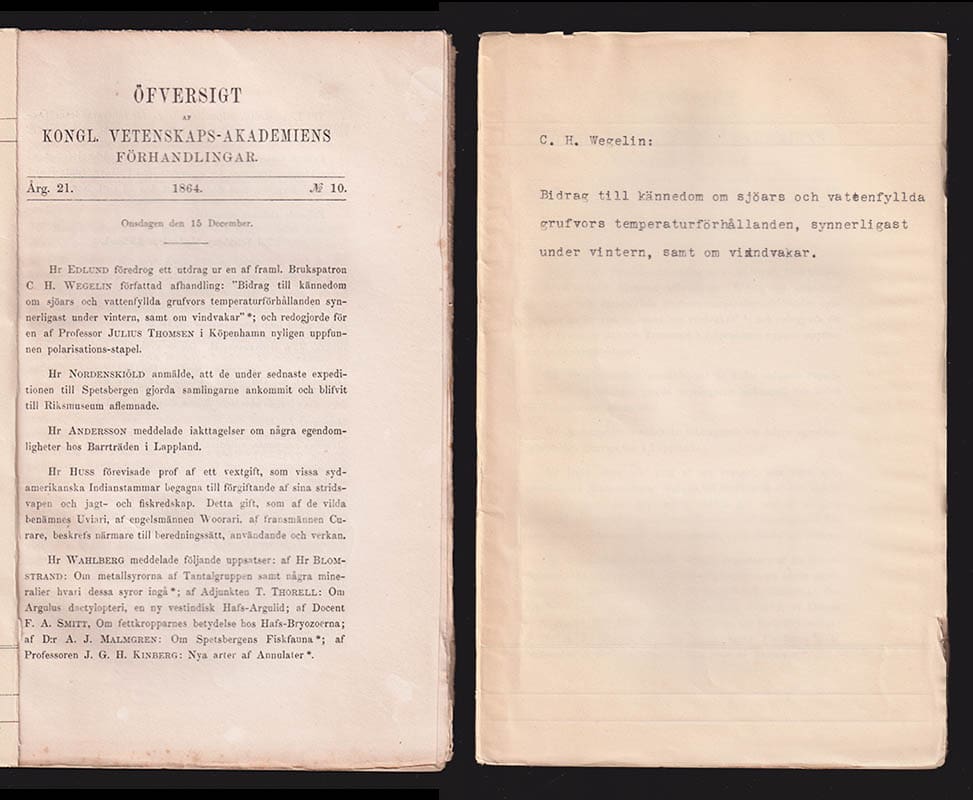 ÖFVERSIGT
AF
KONGL. VETENSKAPS-AKADEMIENS
FÖRHANDLINGAR.
Årg. 21. 1864. № 10.
Onsdagen den 15 December.
Hr EDLUND föredrog ett utdrag ur en af framl. Brukspatron
C. H. WEGELIN författad afhandling: "Bidrag till kännedom
om sjöars och vattenfyllda grufvors temperaturförhållanden syn-
nerligast under vintern, samt om vindvakar" *; och redogjorde för
en af Professor JULIUS THOMSEN i Köpenhamn nyligen uppfun-
nen polarisations-stapel.
Hr NORDENSKIÖLD anmälde, att de under sednaste expedi-
tionen till Spetsbergen gjorda samlingarne ankommit och blifvit
till Riksmuseum aflemnade.
Hr ANDERSSON meddelade iakttagelser om några egendom-
ligheter hos Barrträden i Lappland.
Hr HUSS förevisade prof af ett vextgift, som vissa syd-
amerikanska Indianstammar begagna till förgiftande af sina strids-
vapen och jagt- och fiskredskap. Detta gift, som af de vilda
benämnes Uviari, af engelsmännen Woorari, af fransmännen Cu-
rare, beskrefs närmare till beredningssätt, användande och verkan.
Hr WAHLBERG meddelade följande uppsatser: af Hr BLOM-
STRAND: Om metallsyrorna af Tantalgruppen samt några mine-
ralier hvari dessa syror ingå *; af Adjunkten T. THORELL: Om
Argulus dactylopteri, en ny vestindisk Hafs-Argulid; af Docent
F. A. SMITT, Om fettkropparnes betydelse hos Hafs-Bryozoerna;
af D:r A. J. MALMGREN: Om Spetsbergens Fiskfauna *; af
Professoren J. G. H. KINBERG: Nya arter af Annulater *.
C. H. Wegelin:
Bidrag till kännedom om sjöars och vattenfyllda
grufvors temperaturförhållanden, synnerligast
under vintern, samt om vindvakar.